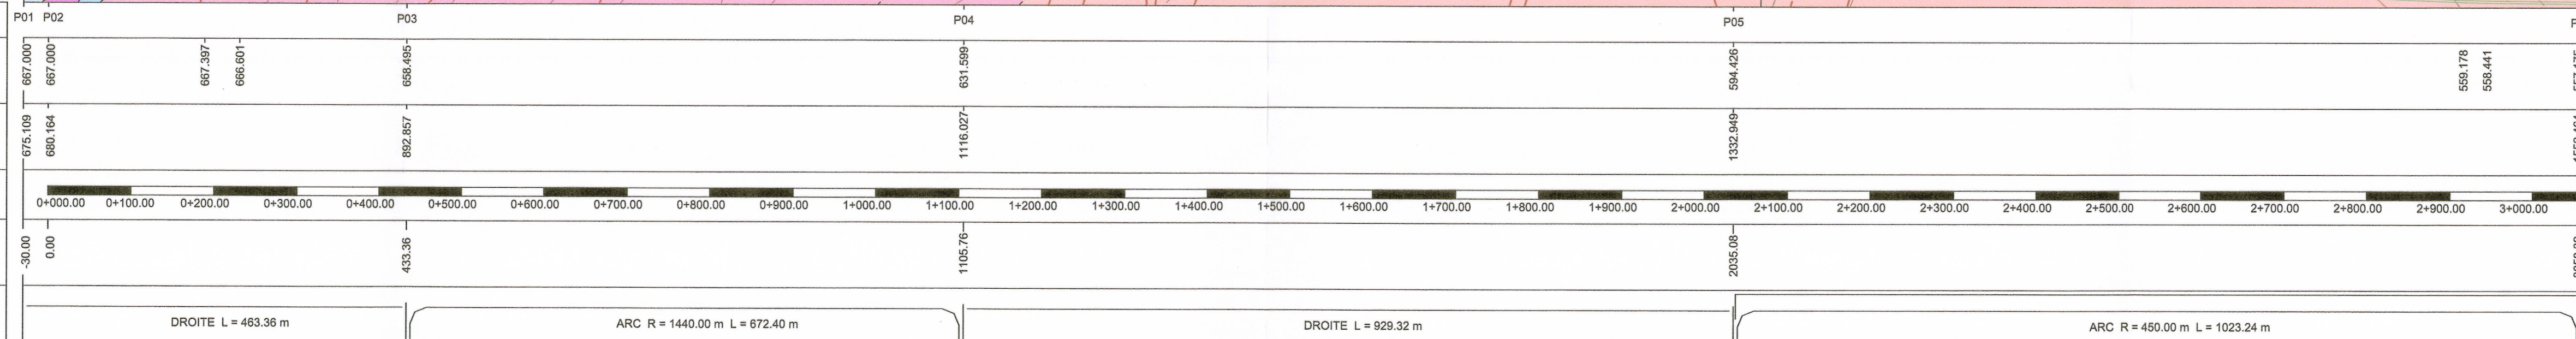 P01 P02 P03 P04 P05
667.000 667.000 667.397 666.601 658.495 631.599 594.426 559.178 558.441
675.109 680.164 892.857 1116.027 1332.949
0+000.00 0+100.00 0+200.00 0+300.00 0+400.00 0+500.00 0+600.00 0+700.00 0+800.00 0+900.00 1+000.00 1+100.00 1+200.00 1+300.00 1+400.00 1+500.00 1+600.00 1+700.00 1+800.00 1+900.00 2+000.00 2+100.00 2+200.00 2+300.00 2+400.00 2+500.00 2+600.00 2+700.00 2+800.00 2+900.00 3+000.00
-30.00 0.00 433.36 1105.76 2035.08
DROITE L = 463.36 m ARC R = 1440.00 m L = 672.40 m DROITE L = 929.32 m ARC R = 450.00 m L = 1023.24 m